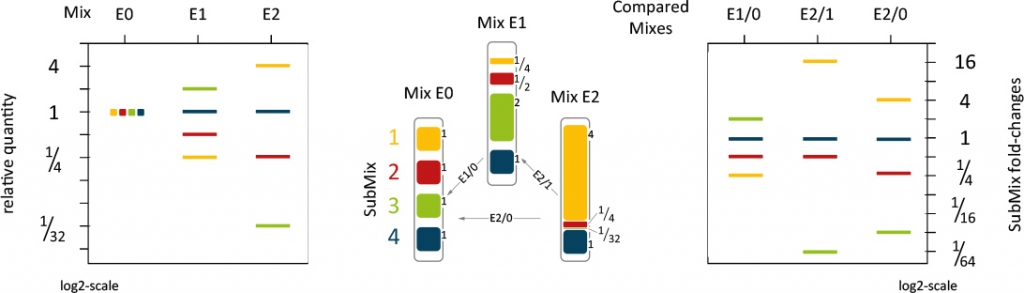 Mix E0 E1 E2
relative quantity
4
1
1/4
1/32
log2-scale
Mix E1
1/4
1/2
2
1
Mix E0
SubMix
1 1
2 1
3 1
4 1
E1/0
E2/1
E2/0
Mix E2
4
1/4
1/32
1
Compared
Mixes
E1/0 E2/1 E2/0
16
4
1
1/4
1/16
1/64
SubMix fold-changes
log2-scale